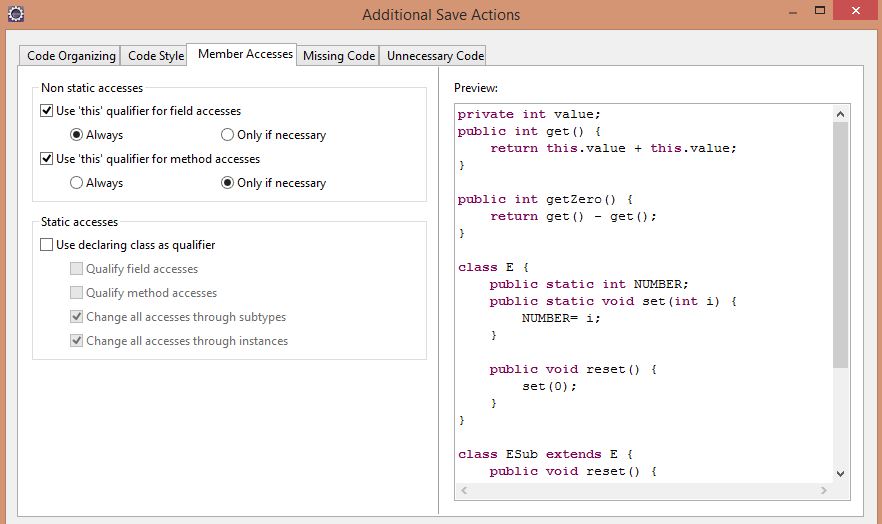 Additional Save Actions
Code Organizing Code Style Member Accesses Missing Code Unnecessary Code
Non static accesses
Use 'this' qualifier for field accesses
Always Only if necessary
Use 'this' qualifier for method accesses
Always Only if necessary
Static accesses
Use declaring class as qualifier
Qualify field accesses
Qualify method accesses
Change all accesses through subtypes
Change all accesses through instances
Preview:
private int value;
public int get() {
    return this.value + this.value;
}
public int getZero() {
    return get() - get();
}
class E {
    public static int NUMBER;
    public static void set(int i) {
        NUMBER= i;
    }
    public void reset() {
        set(0);
    }
}
class ESub extends E {
    public void reset() {